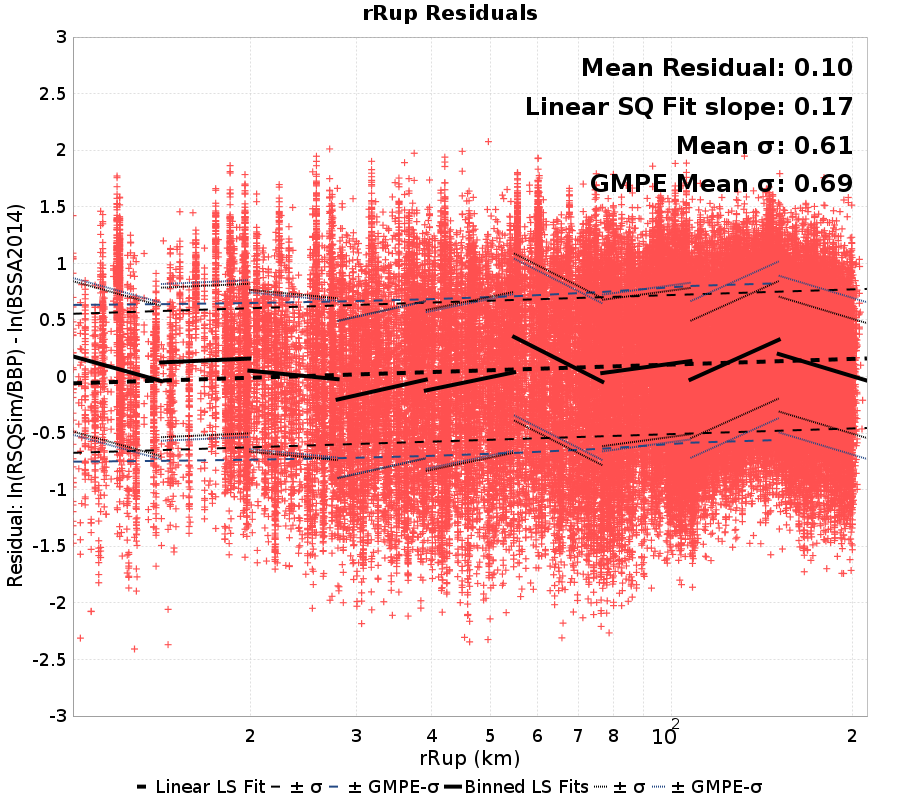 rRup Residuals
Mean Residual: 0.10
Linear SQ Fit slope: 0.17
Mean σ: 0.61
GMPE Mean σ: 0.69
Residual: ln(RSQSim/BBP) - ln(BSSA2014)
3
2.5
2
1.5
1
0.5
0
-0.5
-1
-1.5
-2
-2.5
-3
2 3 4 5 6 7 8 10² 2
rRup (km)
Linear LS Fit ± σ ± GMPE-σ Binned LS Fits ± σ ± GMPE-σ